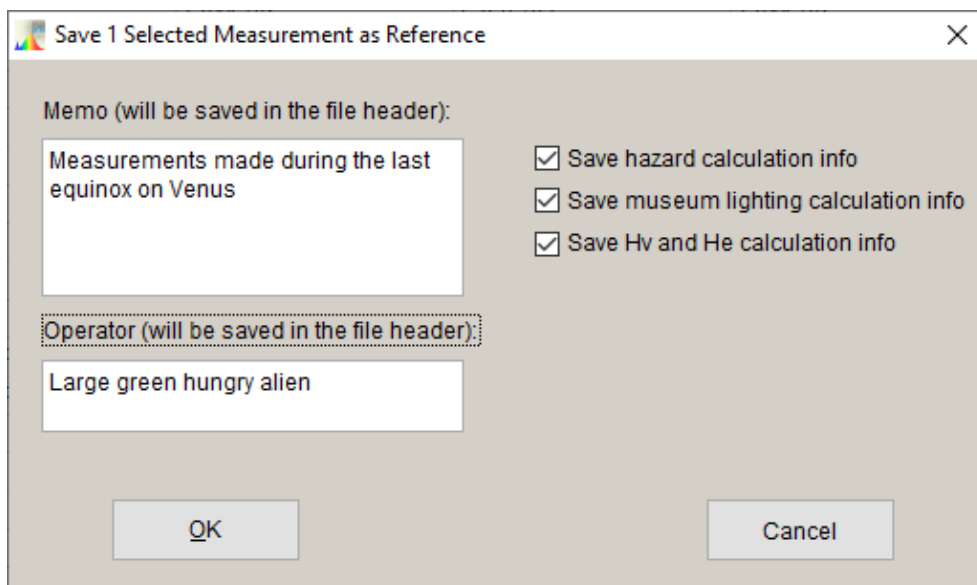 Save 1 Selected Measurement as Reference
Memo (will be saved in the file header):
Measurements made during the last
equinox on Venus
Save hazard calculation info
Save museum lighting calculation info
Save Hv and He calculation info
Operator (will be saved in the file header):
Large green hungry alien
OK
Cancel